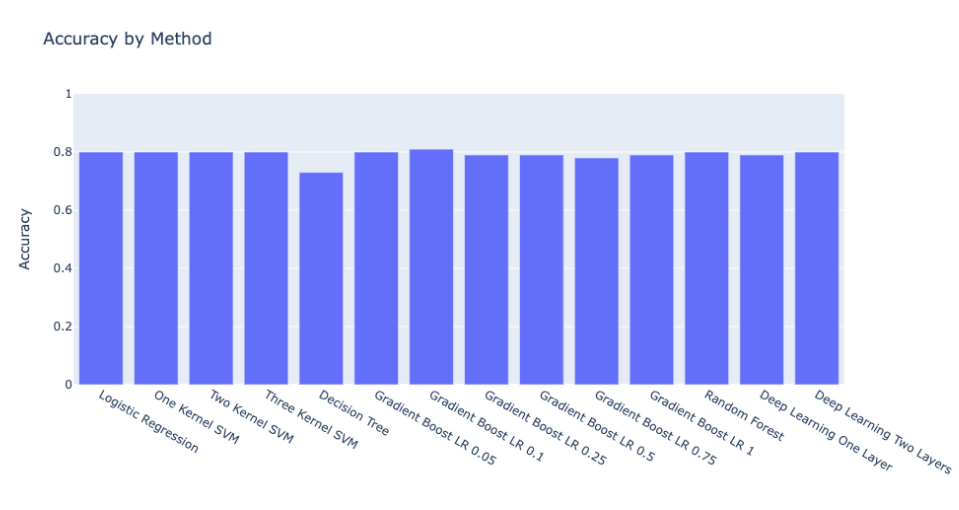 Accuracy by Method
Accuracy
1
0.8
0.6
0.4
0.2
0
Logistic Regression
One Kernel SVM
Two Kernel SVM
Three Kernel SVM
Decision Tree
Gradient Boost LR 0.05
Gradient Boost LR 0.1
Gradient Boost LR 0.25
Gradient Boost LR 0.5
Gradient Boost LR 0.75
Gradient Boost LR 1
Random Forest
Deep Learning One Layer
Deep Learning Two Layers